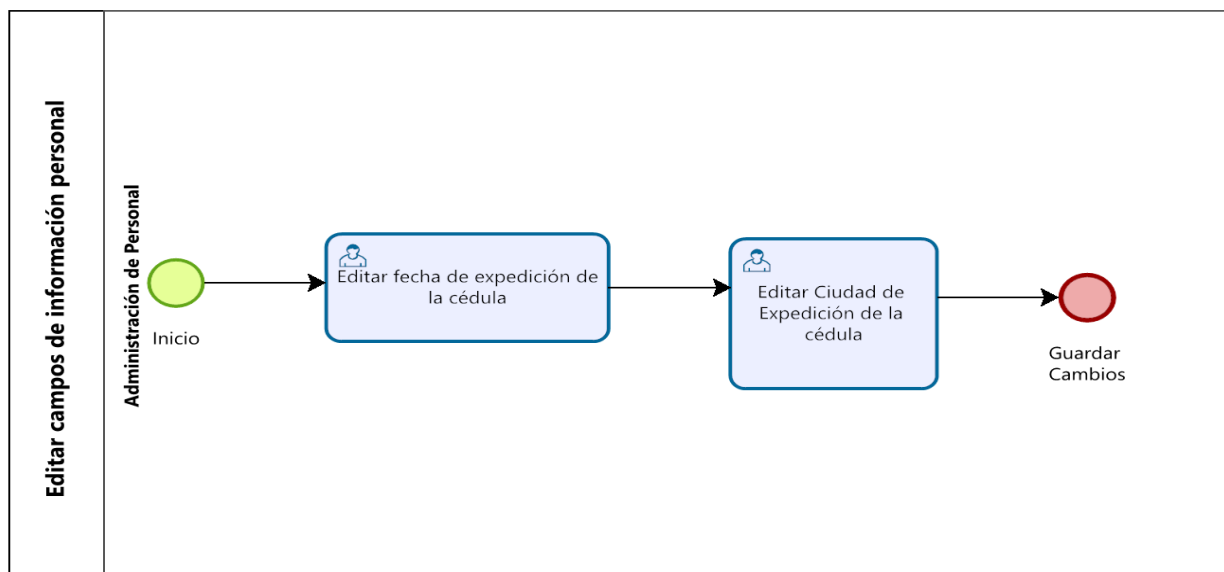 Editar campos de información personal
Administración de Personal
Inicio
Editar fecha de expedición de
la cédula
Editar Ciudad de
Expedición de la
cédula
Guardar
Cambios